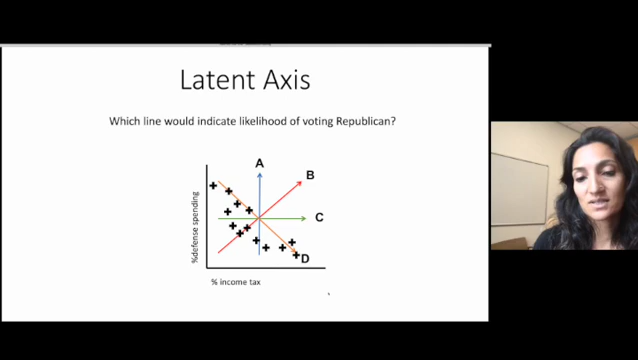 Latent Axis
Which line would indicate likelihood of voting Republican?
A
B
C
D
%defense spending
% income tax